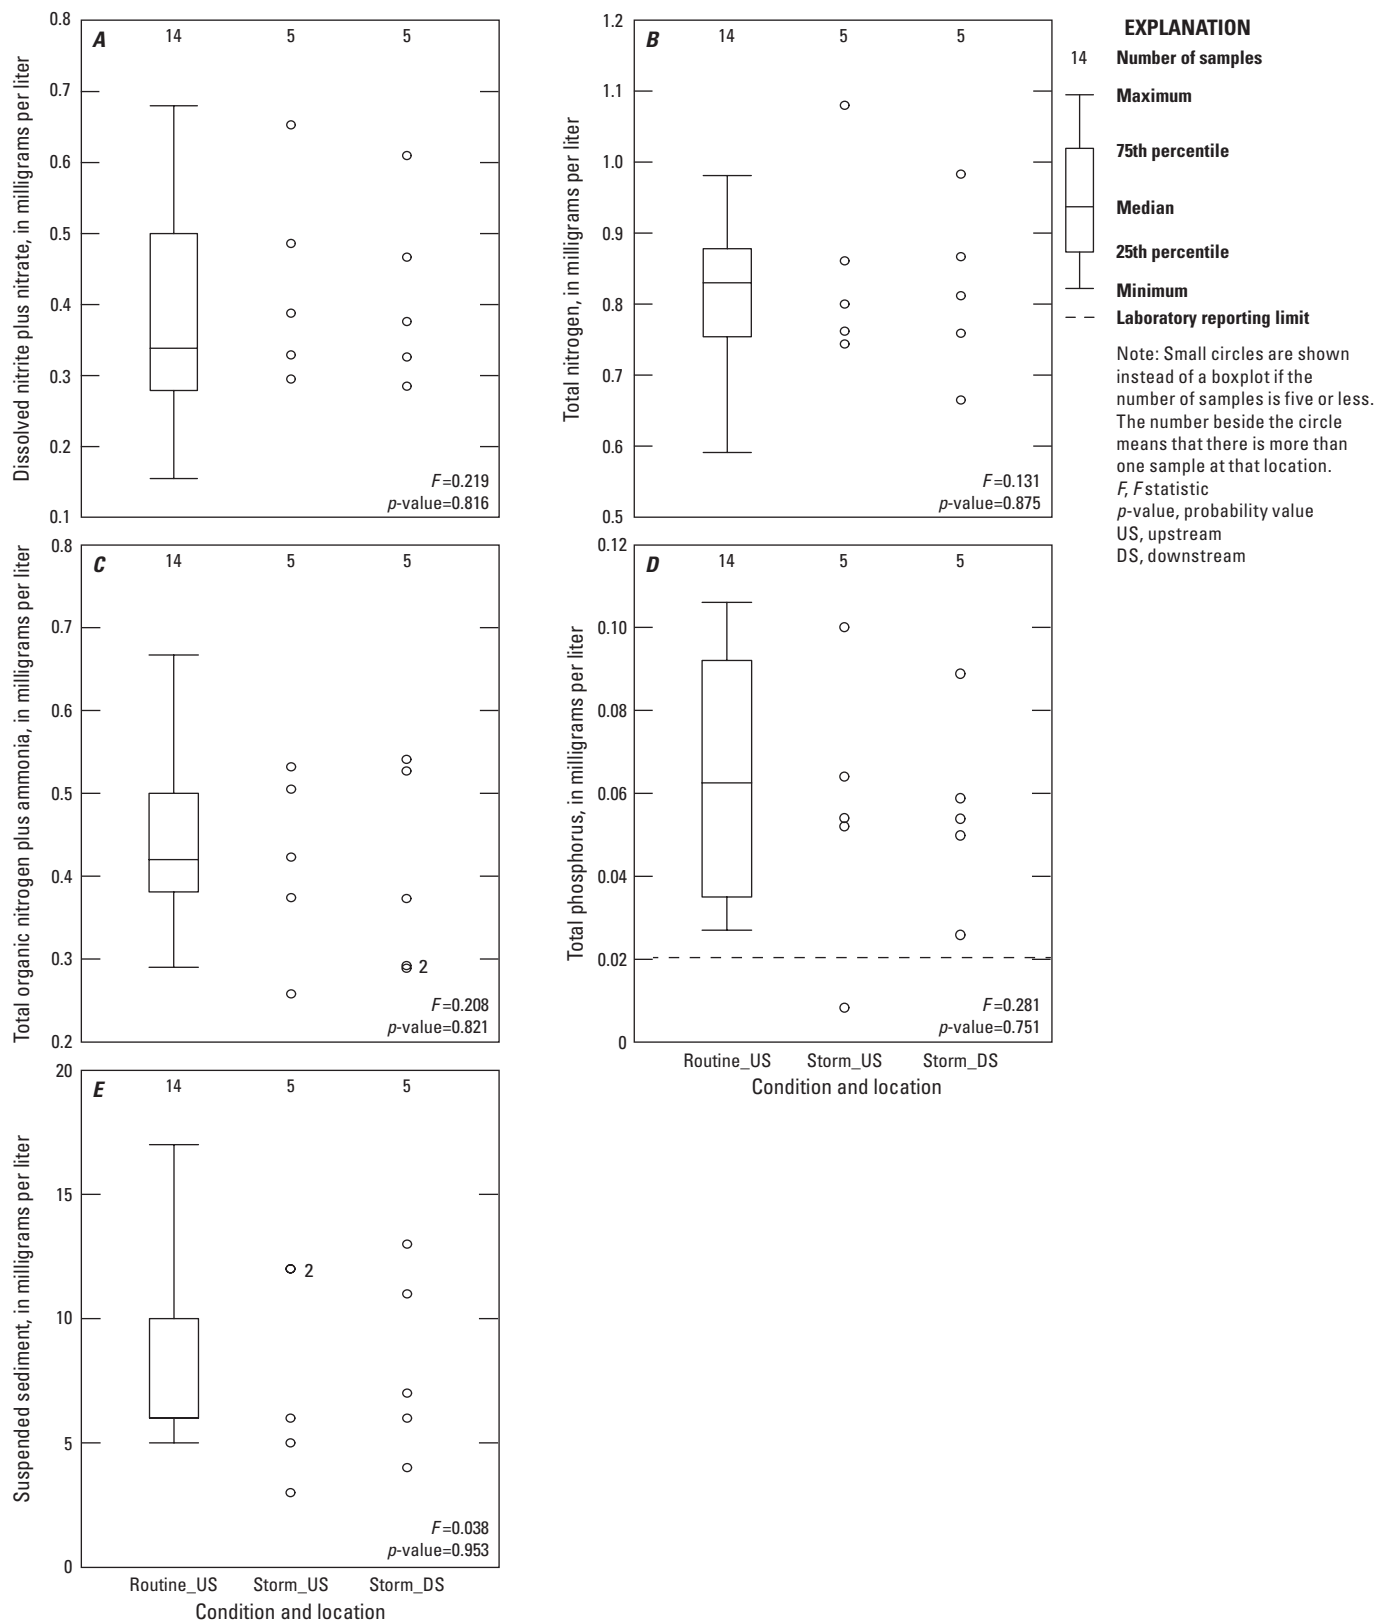 Dissolved nitrite plus nitrate, in milligrams per liter
0.8
0.7
0.6
0.5
0.4
0.3
0.2
0.1
A
14
5
5
F=0.219
p-value=0.816
Total nitrogen, in milligrams per liter
1.2
1.1
1.0
0.9
0.8
0.7
0.6
0.5
B
14
5
5
F=0.131
p-value=0.875
Total organic nitrogen plus ammonia, in milligrams per liter
0.8
0.7
0.6
0.5
0.4
0.3
0.2
C
14
5
5
2
F=0.208
p-value=0.821
Total phosphorus, in milligrams per liter
0.12
0.10
0.08
0.06
0.04
0.02
0
D
14
5
5
F=0.281
p-value=0.751
Routine_US
Storm_US
Storm_DS
Condition and location
Suspended sediment, in milligrams per liter
20
15
10
5
0
E
14
5
5
2
F=0.038
p-value=0.953
Routine_US
Storm_US
Storm_DS
Condition and location
EXPLANATION
14 Number of samples
Maximum
75th percentile
Median
25th percentile
Minimum
Laboratory reporting limit
Note: Small circles are shown
instead of a boxplot if the
number of samples is five or less.
The number beside the circle
means that there is more than
one sample at that location.
F, F statistic
p-value, probability value
US, upstream
DS, downstream